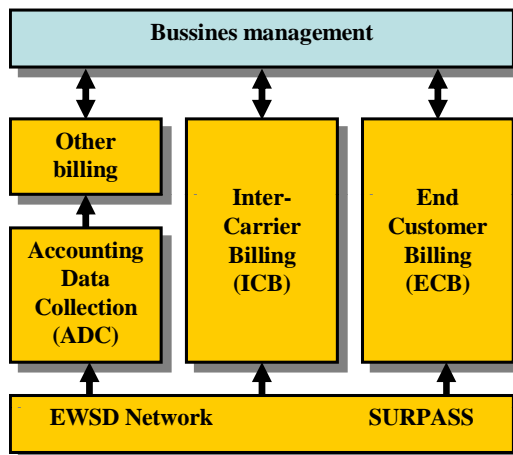 Bussines management
Other
billing
Accounting
Data
Collection
(ADC)
Inter-
Carrier
Billing
(ICB)
End
Customer
Billing
(ECB)
EWSD Network SURPASS